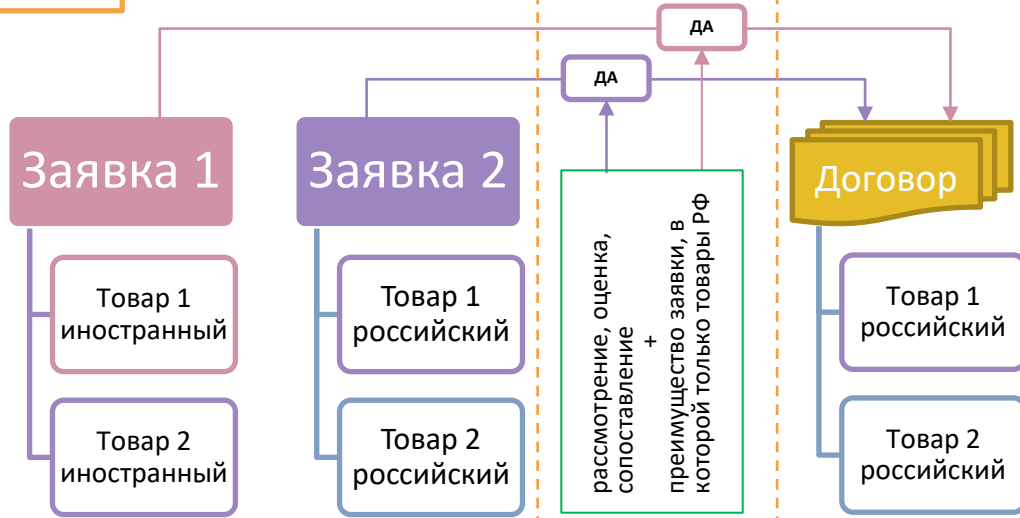 ДА
ДА
Заявка 1
Заявка 2
Договор
Товар 1
иностранный
Товар 1
российский
Товар 1
российский
Товар 2
иностранный
Товар 2
российский
Товар 2
российский
рассмотрение, оценка,
сопоставление
+
преимущество заявки, в
которой только товары РФ